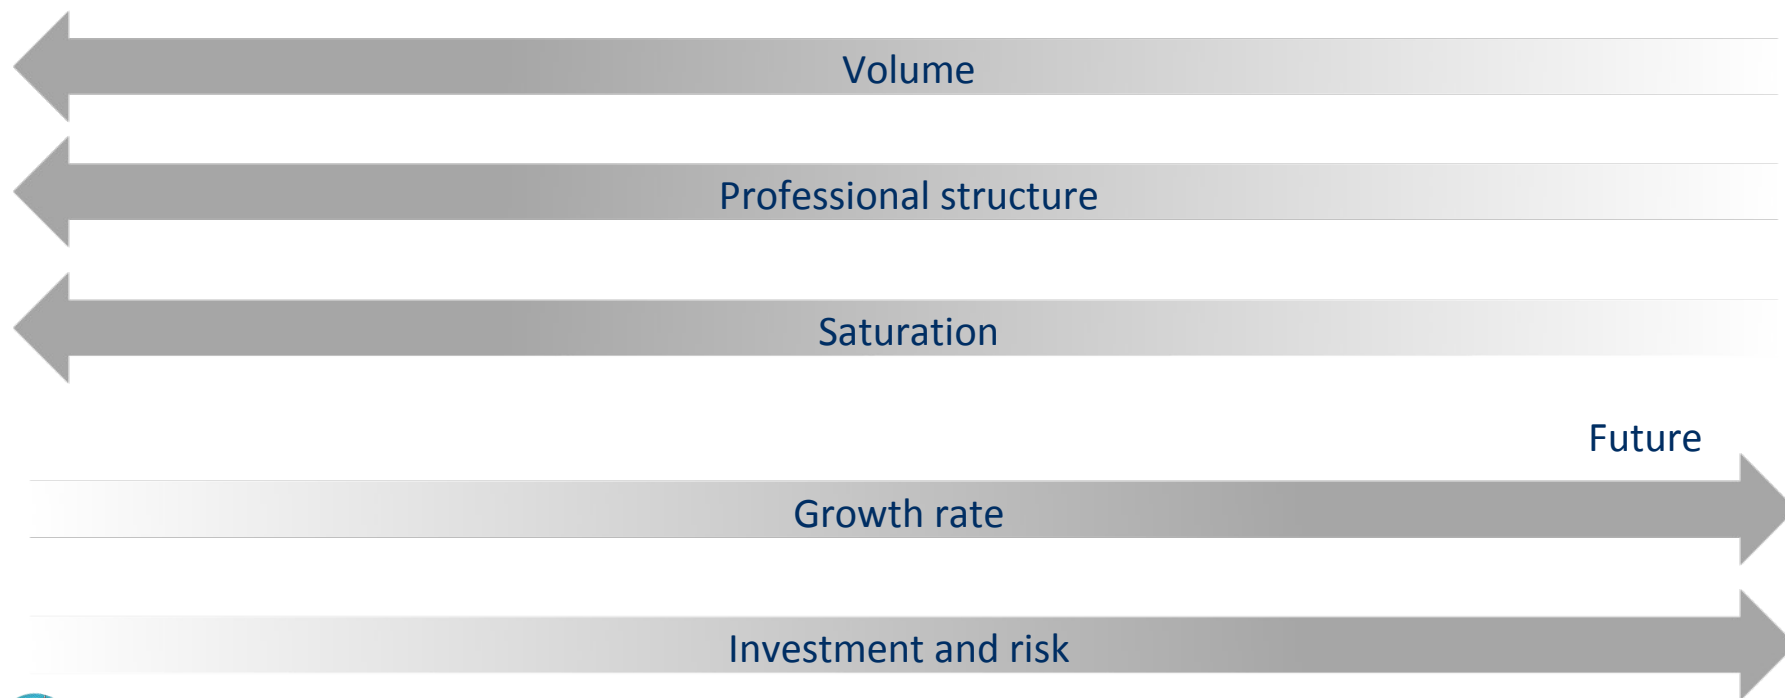 Volume
Professional structure
Saturation
Future
Growth rate
Investment and risk